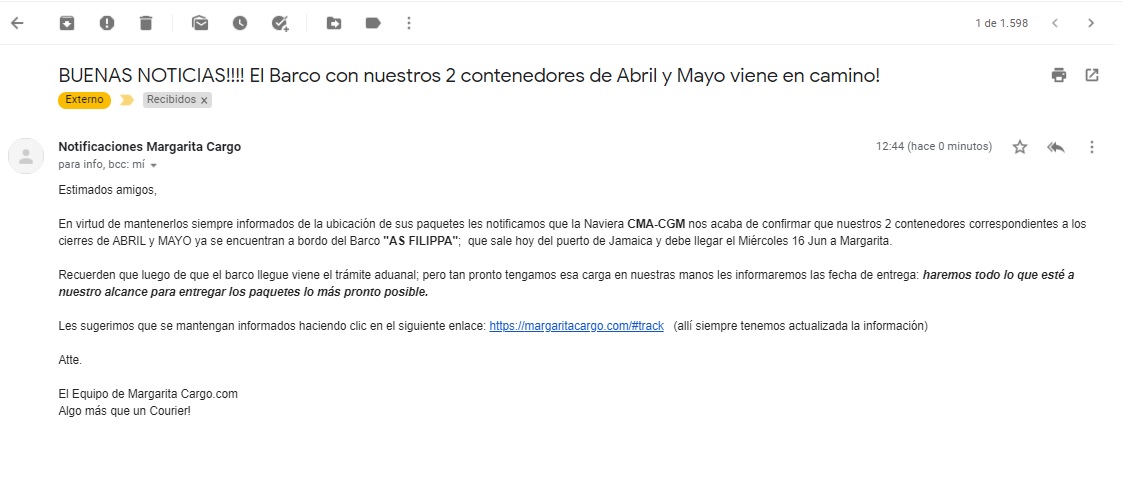 1 de 1.598
BUENAS NOTICIAS!!!! El Barco con nuestros 2 contenedores de Abril y Mayo viene en camino!
Externo
Recibidos x
Notificaciones Margarita Cargo
12:44 (hace 0 minutos)
para info, bcc: mí
Estimados amigos,
En virtud de mantenerlos siempre informados de la ubicación de sus paquetes les notificamos que la Naviera CMA-CGM nos acaba de confirmar que nuestros 2 contenedores correspondientes a los
cierres de ABRIL y MAYO ya se encuentran a bordo del Barco "AS FILIPPA"; que sale hoy del puerto de Jamaica y debe llegar el Miércoles 16 Jun a Margarita.
Recuerden que luego de que el barco llegue viene el trámite aduanal; pero tan pronto tengamos esa carga en nuestras manos les informaremos las fecha de entrega: haremos todo lo que esté a
nuestro alcance para entregar los paquetes lo más pronto posible.
Les sugerimos que se mantengan informados haciendo clic en el siguiente enlace: https://margaritacargo.com/#track (allí siempre tenemos actualizada la información)
Atte.
El Equipo de Margarita Cargo.com
Algo más que un Courier!